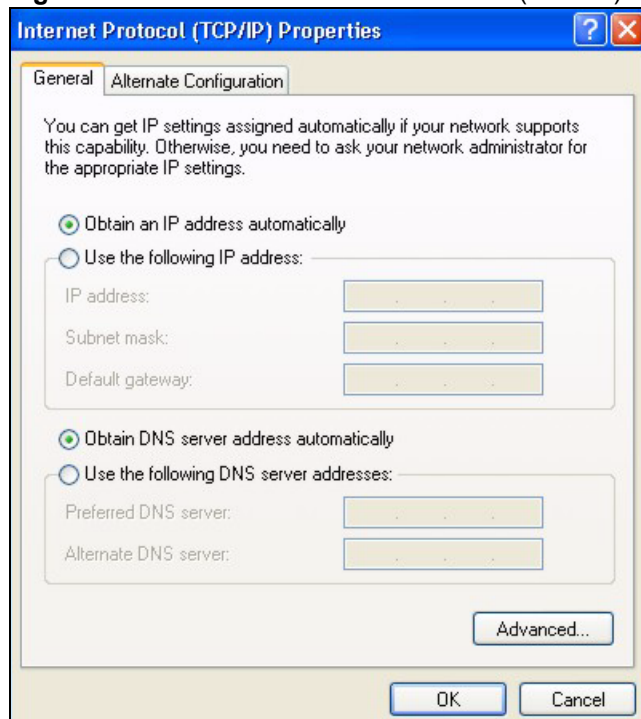 Internet Protocol (TCP/IP) Properties
General
Alternate Configuration
You can get IP settings assigned automatically if your network supports
this capability. Otherwise, you need to ask your network administrator for
the appropriate IP settings.
Obtain an IP address automatically
Use the following IP address:
IP address:
Subnet mask:
Default gateway:
Obtain DNS server address automatically
Use the following DNS server addresses:
Preferred DNS server:
Alternate DNS server:
Advanced...
OK
Cancel